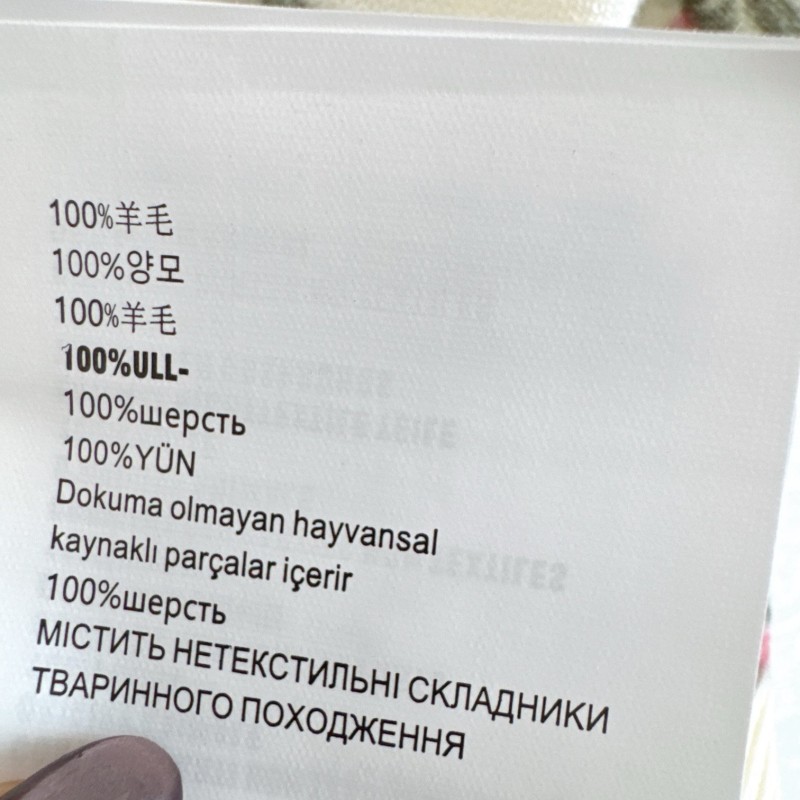 100%羊毛
100%양모
100%羊毛
100%ULL-
100%шерсть
100%YÜN
Dokuma olmayan hayvansal
kaynaklı parçalar içerir
100%шерсть
МІСТИТЬ НЕТЕКСТИЛЬНІ СКЛАДНИКИ
ТВАРИННОГО ПОХОДЖЕННЯ